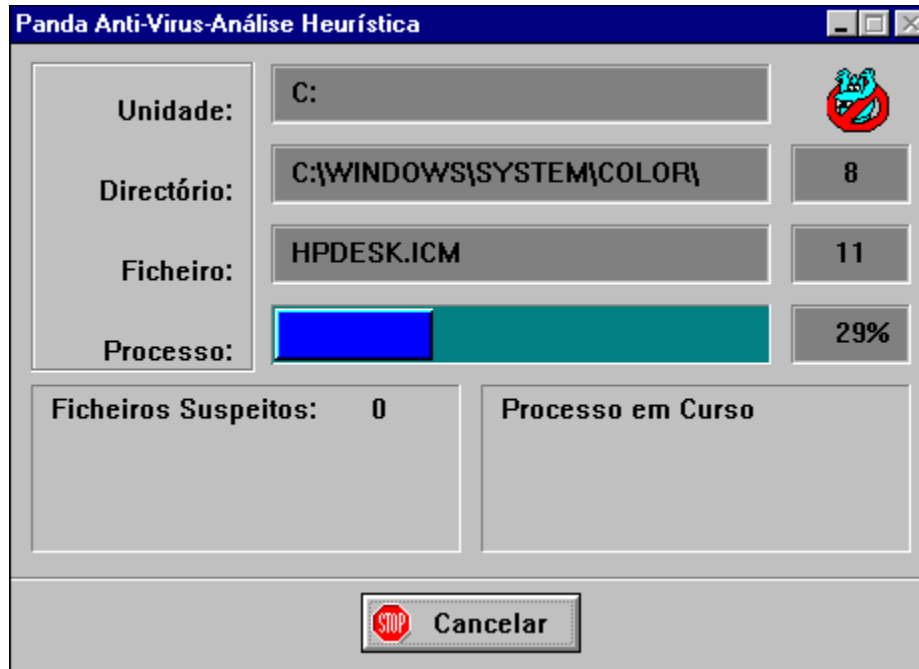 Panda Anti-Virus-Análise Heurística
Unidade: C:
Directório: C:\WINDOWS\SYSTEM\COLOR\ 8
Ficheiro: HPDESK.ICM 11
Processo: 29%
Ficheiros Suspeitos: 0
Processo em Curso
STOP Cancelar